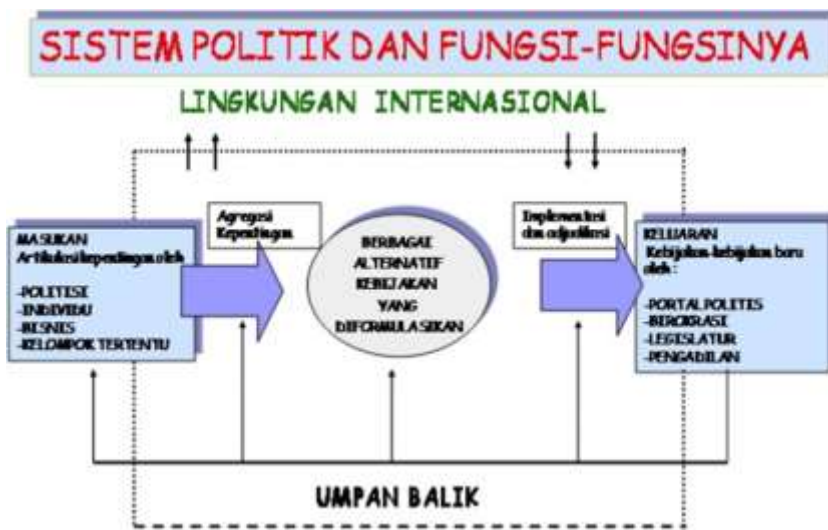 SISTEM POLITIK DAN FUNGSI-FUNGSINYA
LINGKUNGAN INTERNASIONAL
MASUKAN
Artikulasi kepentingan oleh
-POLITISI
-INDIVIDU
-BISNIS
-KELOMPOK TERTENTU
Agregasi
Kepentingan
BERBAGAI
ALTERNATIF
KEBIJAKAN
YANG
DIFORMULASIKAN
Implementasi
dan adjudikasi
KELUARAN
Kebijakan-kebijakan baru
oleh :
-PORTAL POLITIS
-BIROKRASI
-LEGISLATUR
-PENGADILAN
UMPAN BALIK